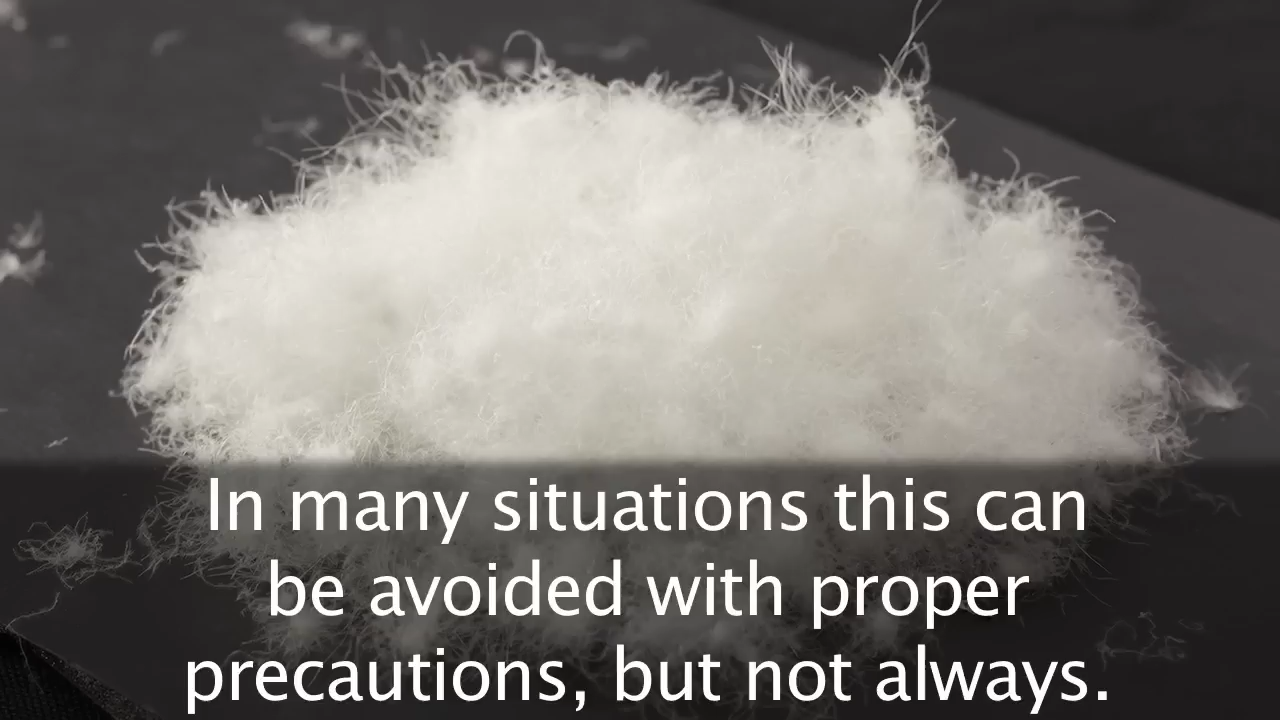 In many situations this can
be avoided with proper
precautions, but not always.